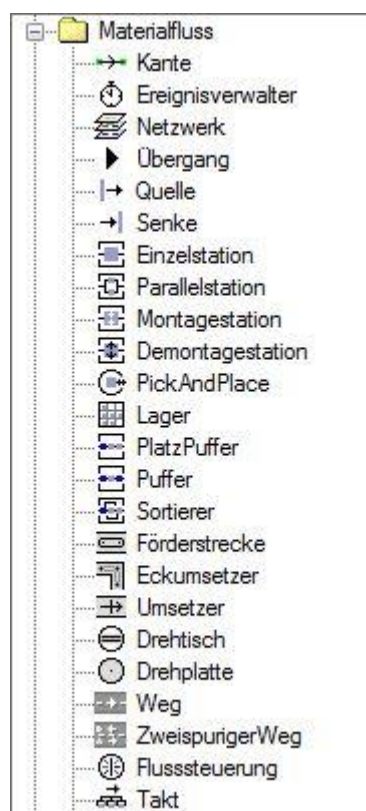 Materialfluss
Kante
Ereignisverwalter
Netzwerk
Übergang
Quelle
Senke
Einzelstation
Parallelstation
Montagestation
Demontagestation
PickAndPlace
Lager
PlatzPuffer
Puffer
Sortierer
Förderstrecke
Eckumsetzer
Umsetzer
Drehtisch
Drehplatte
Weg
ZweispurigerWeg
Flusssteuerung
Takt